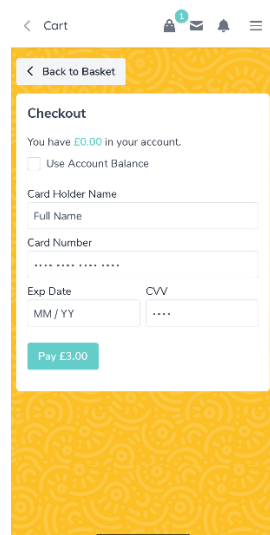 Cart
1
Back to Basket
Checkout
You have £0.00 in your account.
Use Account Balance
Card Holder Name
Full Name
Card Number
•••• •••• •••• ••••
Exp Date CVV
MM / YY ••••
Pay £3.00